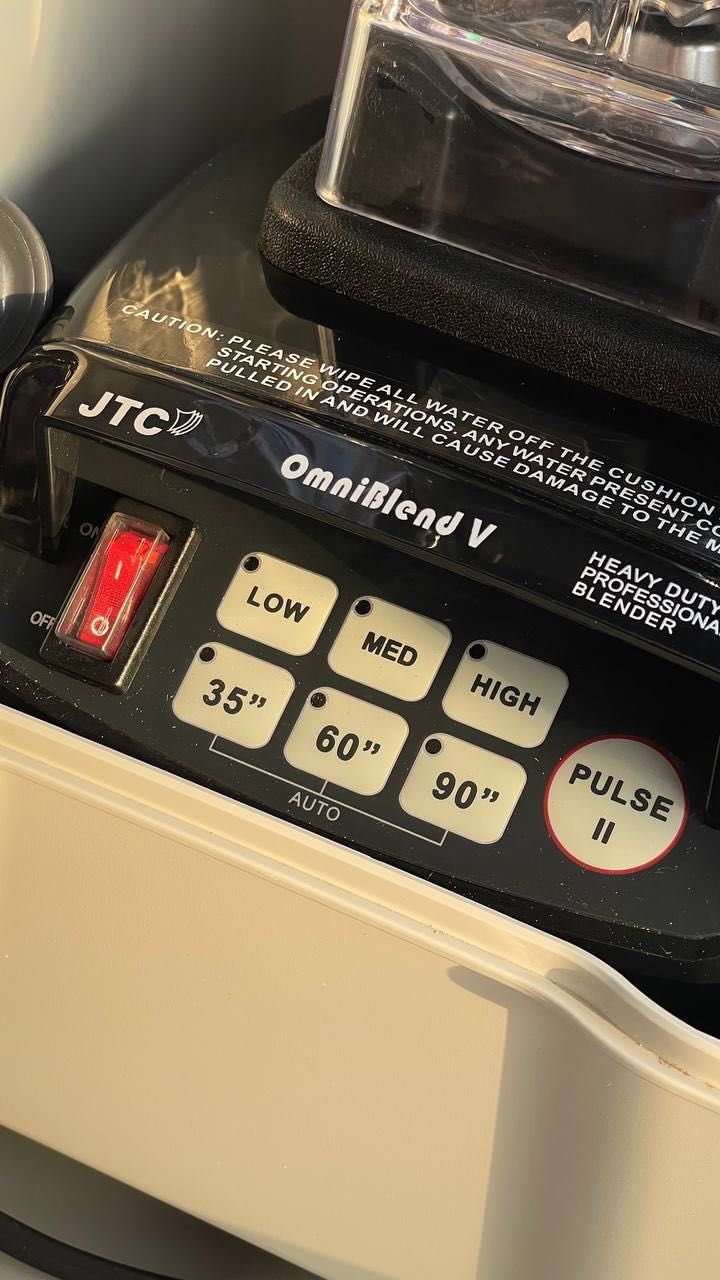 CAUTION: PLEASE WIPE ALL WATER OFF THE CUSHION
STARTING OPERATIONS. ANY WATER PRESENT
PULLED IN AND WILL CAUSE DAMAGE TO THE
JTC
OmniBlend V
HEAVY DUTY
PROFESSIONA
BLENDER
ON
OFF
LOW
MED
HIGH
35”
60”
90”
AUTO
PULSE
II